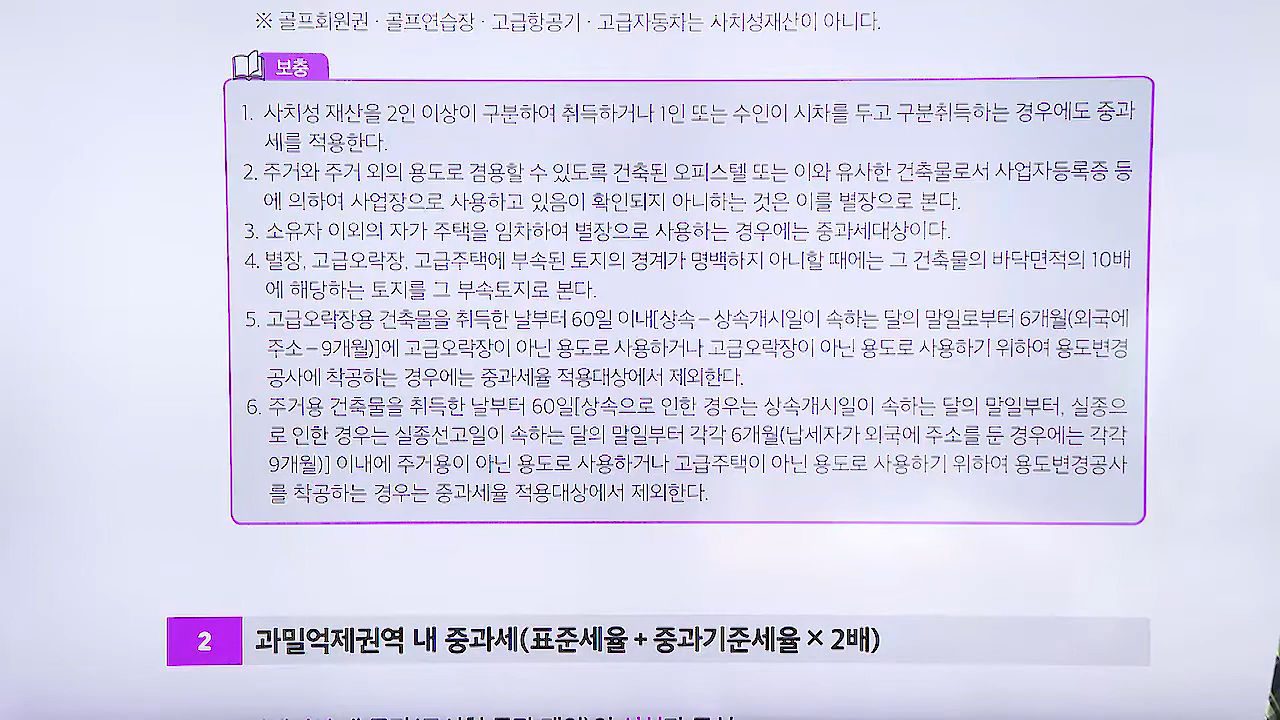 ※ 골프회원권 · 골프연습장 · 고급항공기 · 고급자동차는 사치성재산이 아니다.
보충
1. 사치성 재산을 2인 이상이 구분하여 취득하거나 1인 또는 수인이 시차를 두고 구분취득하는 경우에도 중과
세를 적용한다.
2. 주거와 주거 외의 용도로 겸용할 수 있도록 건축된 오피스텔 또는 이와 유사한 건축물로서 사업자등록증 등
에 의하여 사업장으로 사용하고 있음이 확인되지 아니하는 것은 이를 별장으로 본다.
3. 소유자 이외의 자가 주택을 임차하여 별장으로 사용하는 경우에는 중과세대상이다.
4. 별장, 고급오락장, 고급주택에 부속된 토지의 경계가 명백하지 아니할 때에는 그 건축물의 바닥면적의 10배
에 해당하는 토지를 그 부속토지로 본다.
5. 고급오락장용 건축물을 취득한 날부터 60일 이내[상속-상속개시일이 속하는 달의 말일로부터 6개월(외국에
주소-9개월)]에 고급오락장이 아닌 용도로 사용하거나 고급오락장이 아닌 용도로 사용하기 위하여 용도변경
공사에 착공하는 경우에는 중과세율 적용대상에서 제외한다.
6. 주거용 건축물을 취득한 날부터 60일[상속으로 인한 경우는 상속개시일이 속하는 달의 말일부터, 실종으
로 인한 경우는 실종선고일이 속하는 달의 말일부터 각각 6개월(납세자가 외국에 주소를 둔 경우에는 각각
9개월)] 이내에 주거용이 아닌 용도로 사용하거나 고급주택이 아닌 용도로 사용하기 위하여 용도변경공사
를 착공하는 경우는 중과세율 적용대상에서 제외한다.
2 과밀억제권역 내 중과세(표준세율 + 중과기준세율 × 2배)